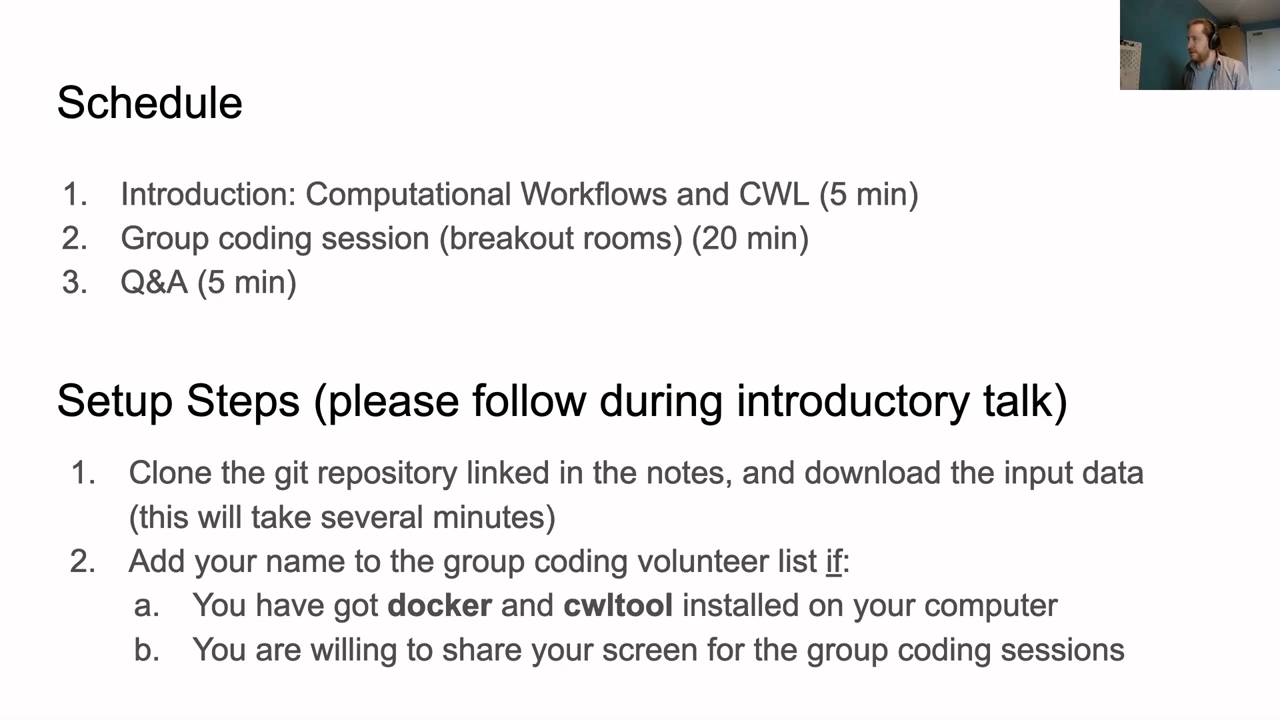 Schedule
1. Introduction: Computational Workflows and CWL (5 min)
2. Group coding session (breakout rooms) (20 min)
3. Q&A (5 min)
Setup Steps (please follow during introductory talk)
1. Clone the git repository linked in the notes, and download the input data
(this will take several minutes)
2. Add your name to the group coding volunteer list if:
a. You have got docker and cwltool installed on your computer
b. You are willing to share your screen for the group coding sessions